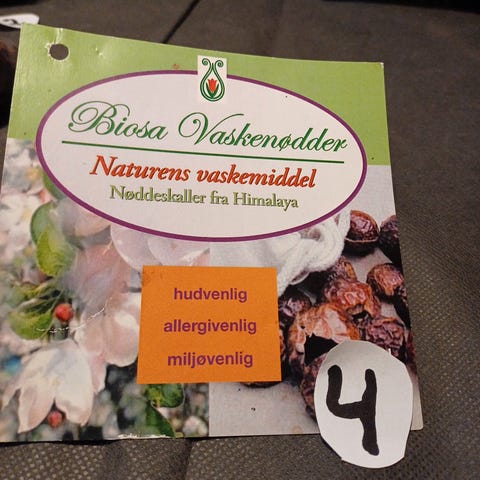 Biosa Vaskenødder
Naturens vaskemiddel
Nøddeskaller fra Himalaya
hudvenlig
allergivenlig
miljøvenlig
4